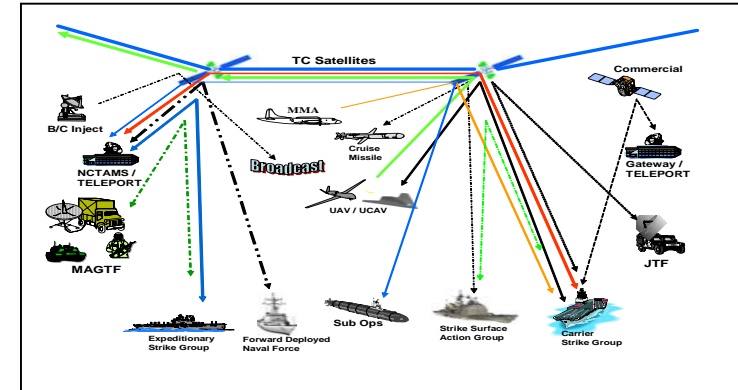 TC Satellites
Commercial
B/C Inject
MMA
Cruise
Missile
NCTAMS /
TELEPORT
Broadcast
Gateway /
TELEPORT
UAV / UCAV
MAGTF
JTF
Expeditionary
Strike Group
Forward Deployed
Naval Force
Sub Ops
Strike Surface
Action Group
Carrier
Strike Group